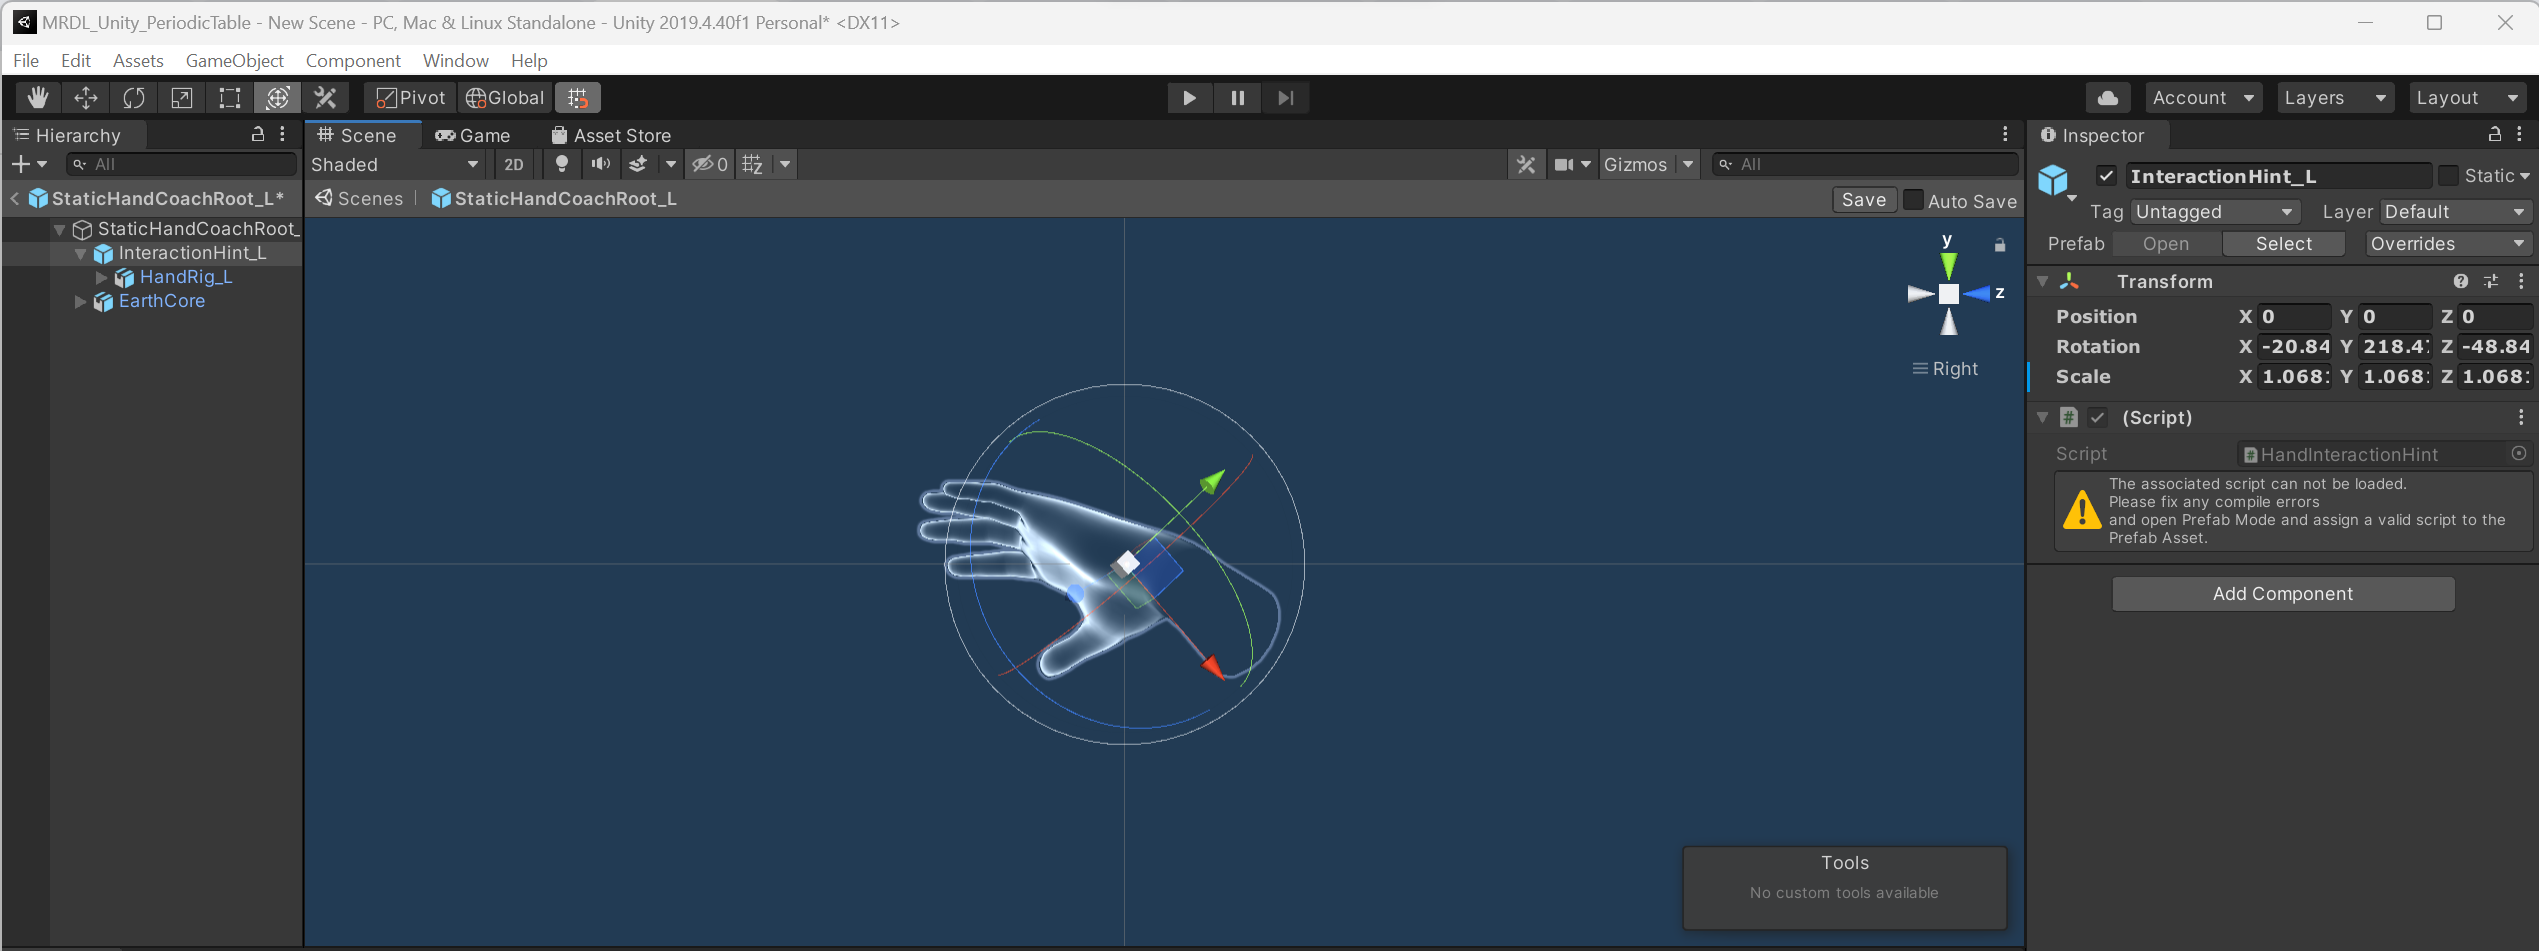 MRDL_Unity_PeriodicTable - New Scene - PC, Mac & Linux Standalone - Unity 2019.4.40f1 Personal* <DX11>
File Edit Assets GameObject Component Window Help
Pivot Global Account Layers Layout
Hierarchy
All
StaticHandCoachRoot_L*
StaticHandCoachRoot_
InteractionHint_L
HandRig_L
EarthCore
Scene Game Asset Store
Shaded 2D 0 Gizmos All
Scenes StaticHandCoachRoot_L Save Auto Save
y
z
Right
Tools
No custom tools available
Inspector
InteractionHint_L Static
Tag Untagged Layer Default
Prefab Open Select Overrides
Transform
Position X 0 Y 0 Z 0
Rotation X -20.84 Y 218.47 Z -48.84
Scale X 1.0681 Y 1.0681 Z 1.0681
# (Script)
Script # HandInteractionHint
The associated script can not be loaded.
Please fix any compile errors
and open Prefab Mode and assign a valid script to the
Prefab Asset.
Add Component